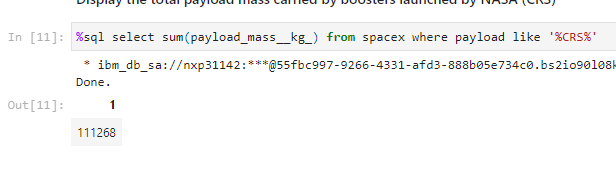 Display the total payload mass carried by boosters launched by NASA (CRS)
In [11]: %sql select sum(payload_mass__kg_) from spacex where payload like '%CRS%'
* ibm_db_sa://nxp31142:***@55fbc997-9266-4331-afd3-888b05e734c0.bs2io90l08k
Done.
Out[11]: 1
111268